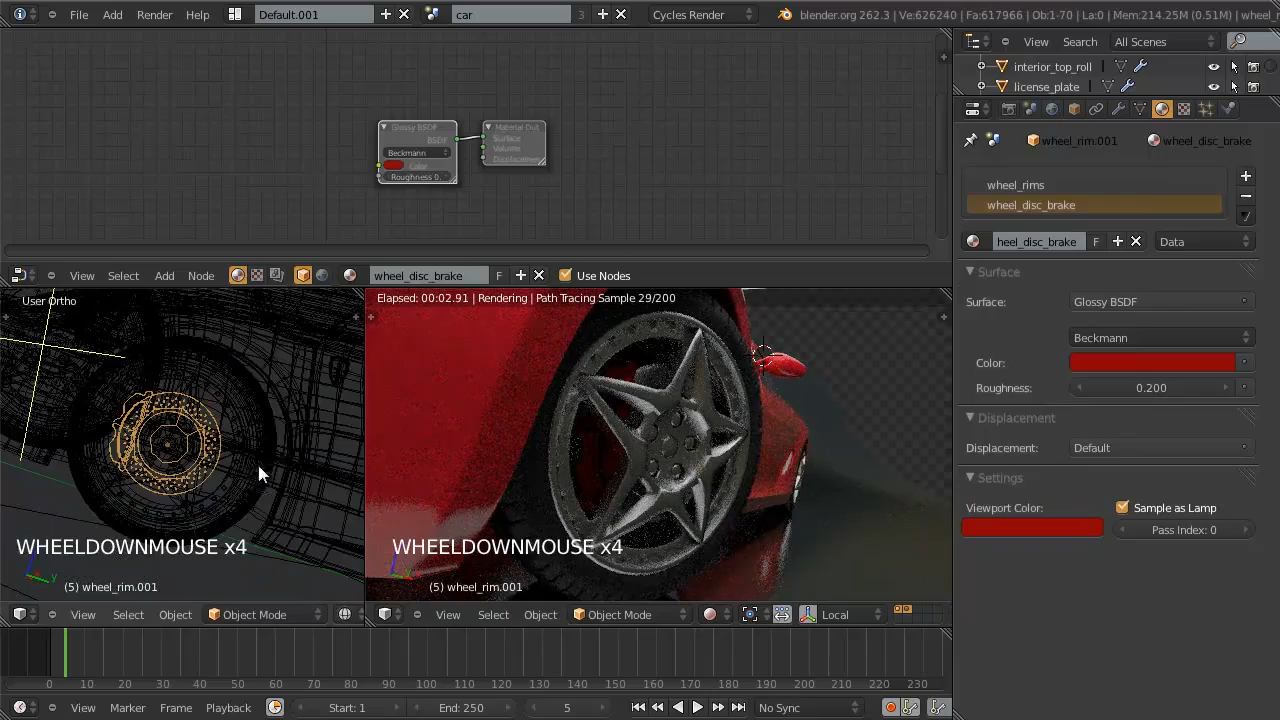 File Add Render Help Default.001 car 3 Cycles Render blender.org 262.3 | Ve:626240 | Fa:617966 | Ob:1-70 | La:0 | Mem:214.25M (0.51M) | wheel_r
View Search All Scenes
interior_top_roll
license_plate
Glossy BSDF
BSDF
Beckmann
Color
Roughness 0.
Material Out
Surface
Volume
Displacemen
wheel_rim.001 wheel_disc_brake
wheel_rims
wheel_disc_brake
heel_disc_brake F Data
Surface
Surface: Glossy BSDF
Beckmann
Color:
Roughness: 0.200
Displacement
Displacement: Default
Settings
Viewport Color: Sample as Lamp
Pass Index: 0
View Select Add Node wheel_disc_brake F Use Nodes
User Ortho
WHEELDOWNMOUSE x4
y
(5) wheel_rim.001
View Select Object Object Mode
Elapsed: 00:02.91 | Rendering | Path Tracing Sample 29/200
WHEELDOWNMOUSE x4
y
(5) wheel_rim.001
View Select Object Object Mode Local
0 10 20 30 40 50 60 70 80 90 100 110 120 130 140 150 160 170 180 190 200 210 220 230
View Marker Frame Playback Start: 1 End: 250 5 No Sync